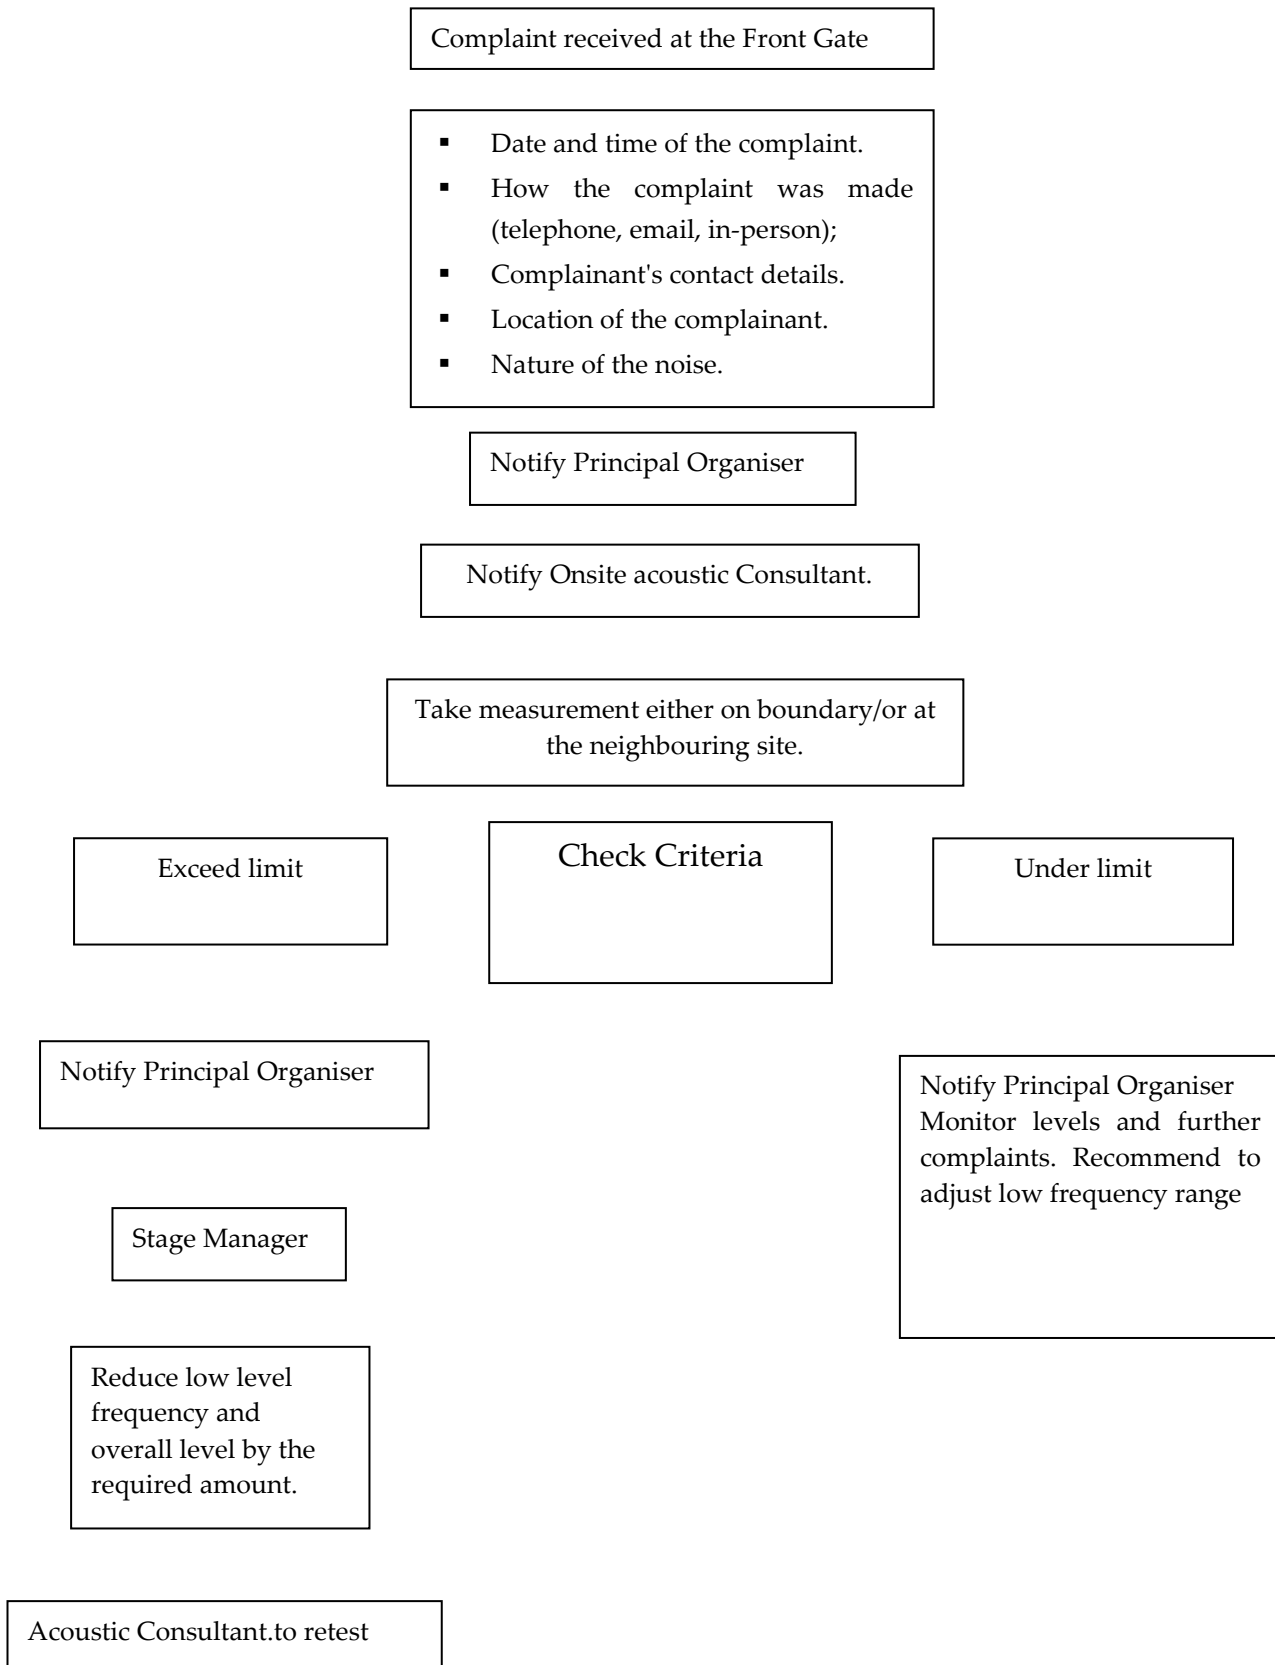 Complaint received at the Front Gate
▪ Date and time of the complaint.
▪ How the complaint was made
(telephone, email, in-person);
▪ Complainant's contact details.
▪ Location of the complainant.
▪ Nature of the noise.
Notify Principal Organiser
Notify Onsite acoustic Consultant.
Take measurement either on boundary/or at
the neighbouring site.
Exceed limit
Check Criteria
Under limit
Notify Principal Organiser
Stage Manager
Reduce low level
frequency and
overall level by the
required amount.
Acoustic Consultant.to retest
Notify Principal Organiser
Monitor levels and further
complaints. Recommend to
adjust low frequency range